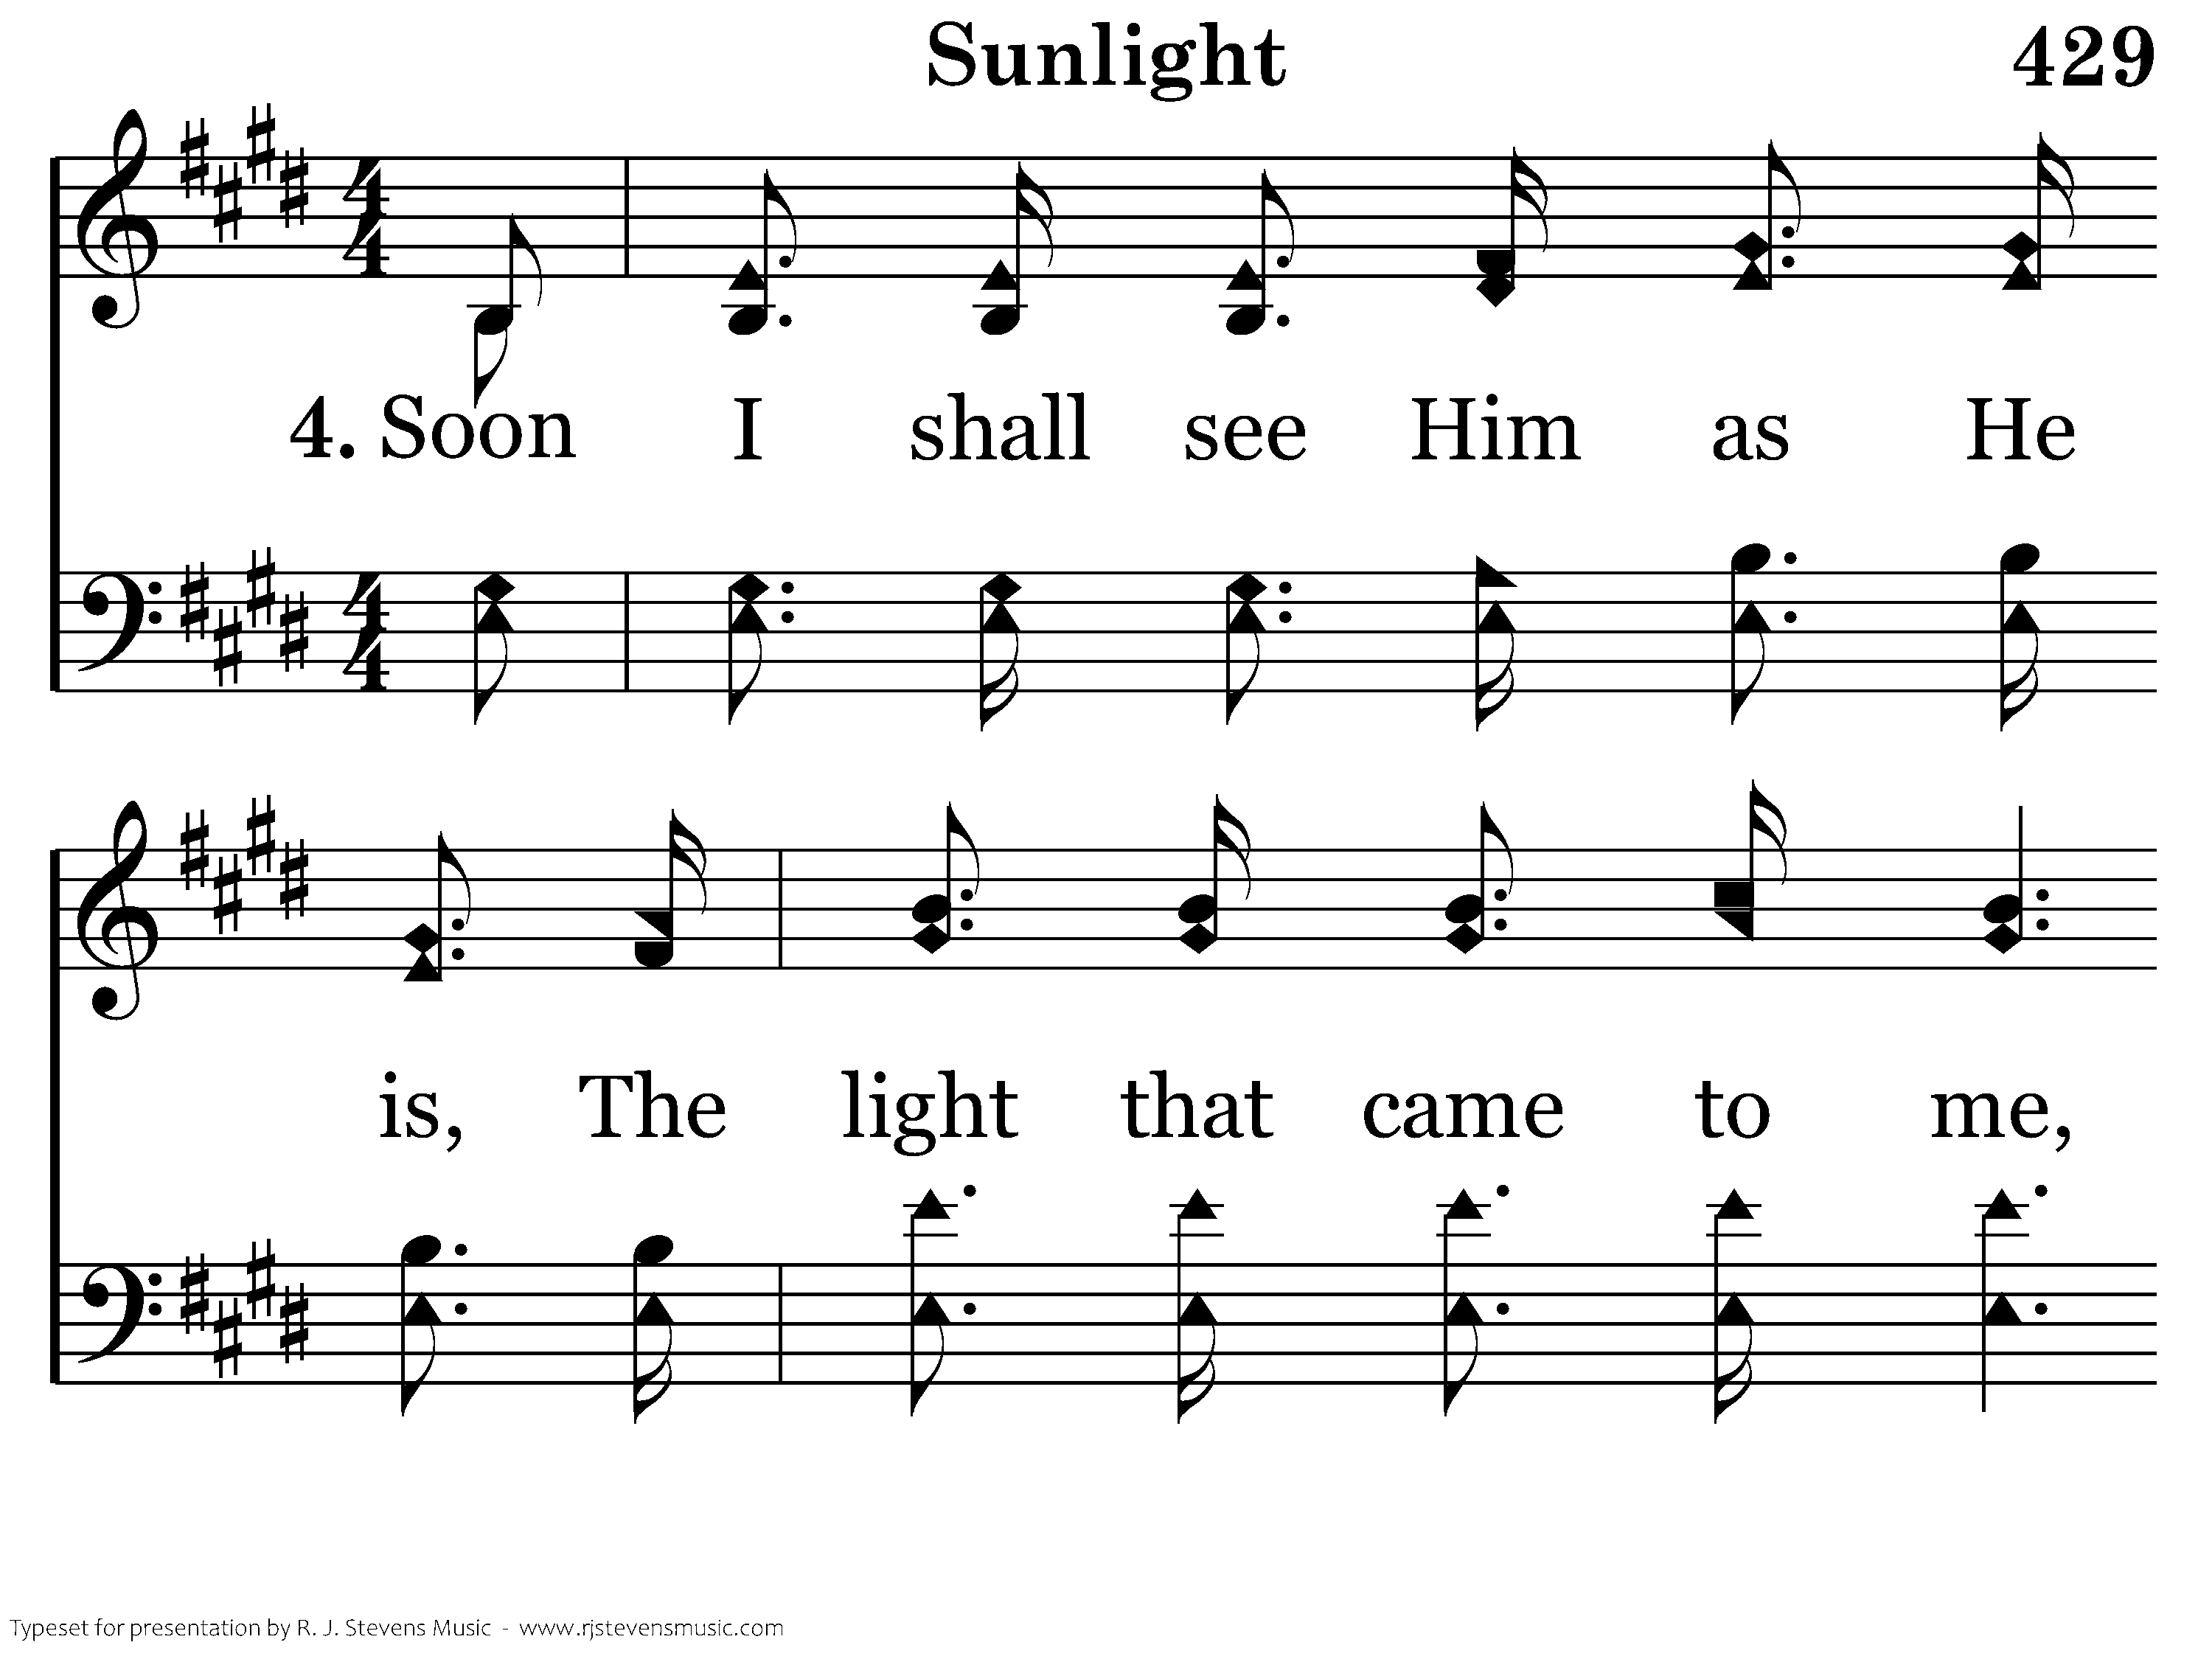 Sunlight 429
4. Soon I shall see Him as He
is, The light that came to me,
Typeset for presentation by R. J. Stevens Music - www.rjstevensmusic.com